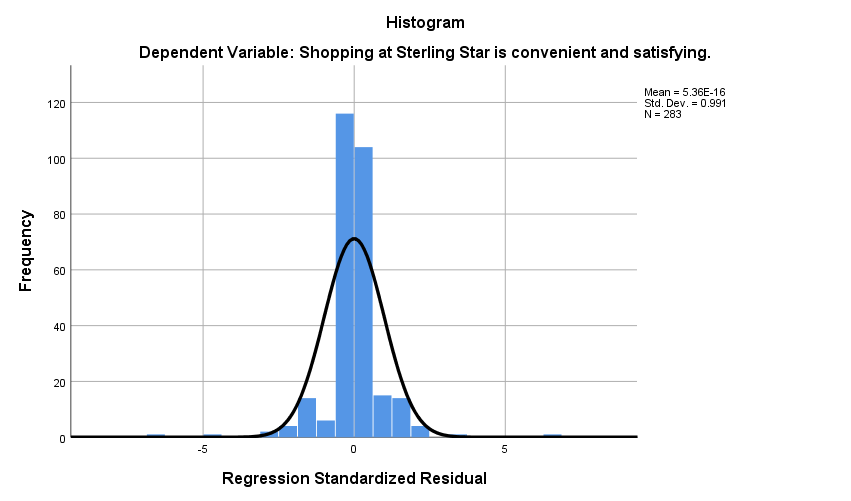 Histogram
Dependent Variable: Shopping at Sterling Star is convenient and satisfying.
Mean = 5.36E-16
Std. Dev. = 0.991
N = 283
120
100
80
60
40
20
0
Frequency
-5
0
5
Regression Standardized Residual